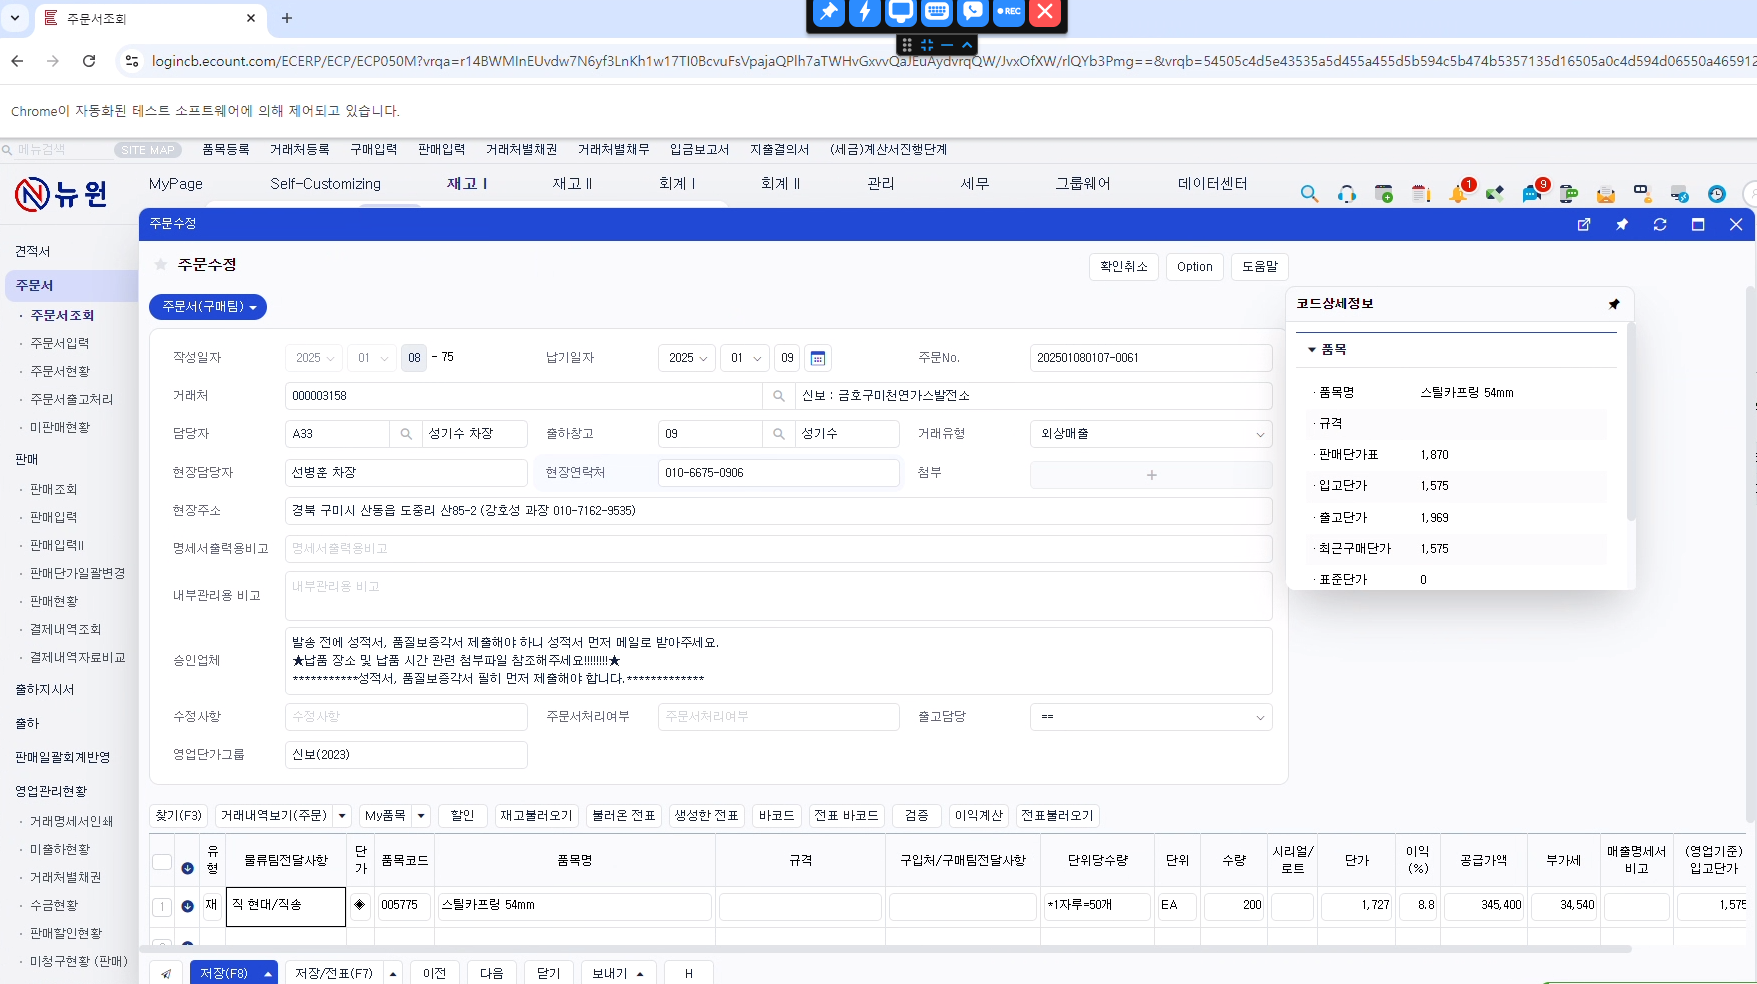 주문서조회
REC
logincb.ecount.com/ECERP/ECP/ECP050M?vrqa=
Chrome이 자동화된 테스트 소프트웨어에 의해 제어되고 있습니다.
메뉴검색 SITE MAP 품목등록 거래처등록 구매입력 판매입력 거래처별채권 거래처별채무 입금보고서 지출결의서 (세금)계산서진행단계
뉴원 MyPage Self-Customizing 재고 I 재고 II 회계 I 회계 II 관리 세무 그룹웨어 데이터센터 1 9
주문수정
견적서
주문서
· 주문서조회
· 주문서입력
· 주문서현황
· 주문서출고처리
· 미판매현황
판매
· 판매조회
· 판매입력
· 판매입력II
· 판매단가일괄변경
· 판매현황
· 결제내역조회
· 결제내역자료비교
출하지시서
출하
판매일괄회계반영
영업관리현황
· 거래명세서인쇄
· 미출하현황
· 거래처별채권
· 수금현황
· 판매할인현황
· 미청구현황 (판매)
주문수정 확인취소 Option 도움말
주문서(구매팀)
작성일자 2025 01 08 - 75 납기일자 2025 01 09 주문No. 202501080107-0061
거래처 000003158 신보 : 금호구미천연가스발전소
담당자 A33 성기수 차장 출하창고 09 성기수 거래유형 외상매출
현장담당자 선병훈 차장 현장연락처 010-6675-0906 첨부 +
현장주소 경북 구미시 산동읍 도중리 산85-2 (강호성 과장 010-7162-9535)
명세서출력용비고 명세서출력용비고
내부관리용 비고 내부관리용 비고
승인업체
발송 전에 성적서, 품질보증각서 제출해야 하니 성적서 먼저 메일로 받아주세요.
★납품 장소 및 납품 시간 관련 첨부파일 참조해주세요!!!!!!!!★
***********성적서, 품질보증각서 필히 먼저 제출해야 합니다.*************
수정사항 수정사항 주문서처리여부 주문서처리여부 출고담당 ==
영업단가그룹 신보(2023)
코드상세정보
품목
· 품목명 스틸카프링 54mm
· 규격
· 판매단가표 1,870
· 입고단가 1,575
· 출고단가 1,969
· 최근구매단가 1,575
· 표준단가 0
찾기(F3) 거래내역보기(주문) My품목 할인 재고불러오기 불러온 전표 생성한 전표 바코드 전표 바코드 검증 이익계산 전표불러오기
유형 물류팀전달사항 단가 품목코드 품목명 규격 구입처/구매팀전달사항 단위당수량 단위 수량 시리얼/로트 단가 이익(%) 공급가액 부가세 매출명세서비고 (영업기준)입고단가
1 재 직 현대/직송 ◈ 005775 스틸카프링 54mm *1자루=50개 EA 200 1,727 8.8 345,400 34,540 1,575
저장(F8) 저장/전표(F7) 이전 다음 닫기 보내기 H